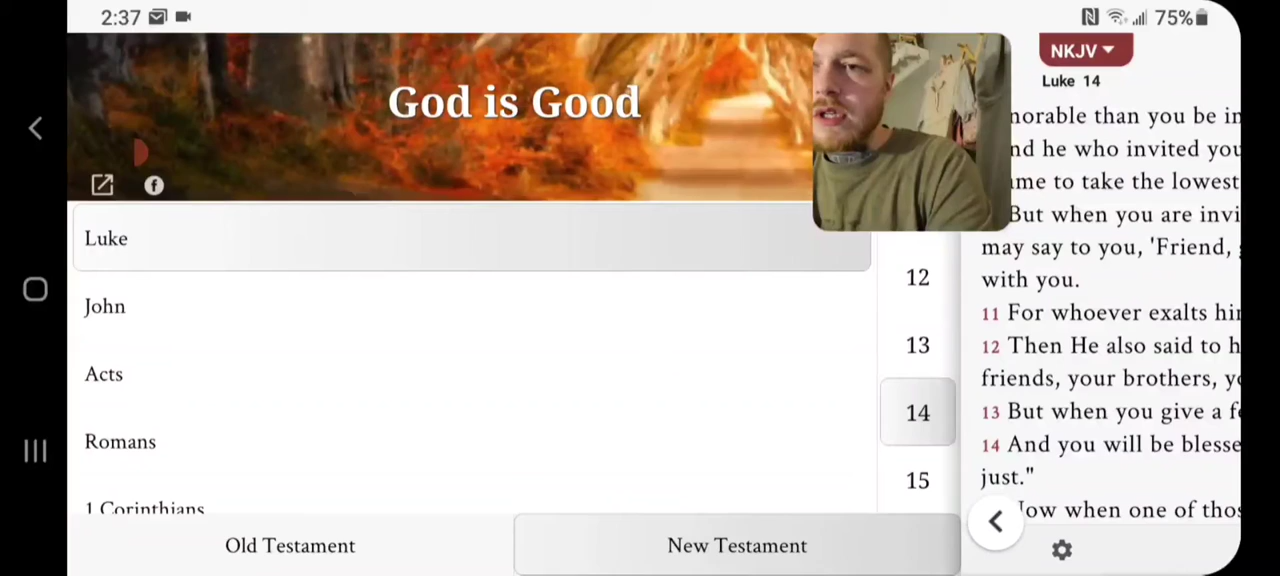 2:37
75%
God is Good
NKJV
Luke 14
Luke
John
Acts
Romans
1 Corinthians
12
13
14
15
than you be in
he who invited you
to take the lowest
But when you are invi
may say to you, 'Friend,
with you.
11 For whoever exalts hi
12 Then He also said to h
friends, your brothers, y
13 But when you give a f
14 And you will be blesse
just."
when one of thos
Old Testament
New Testament